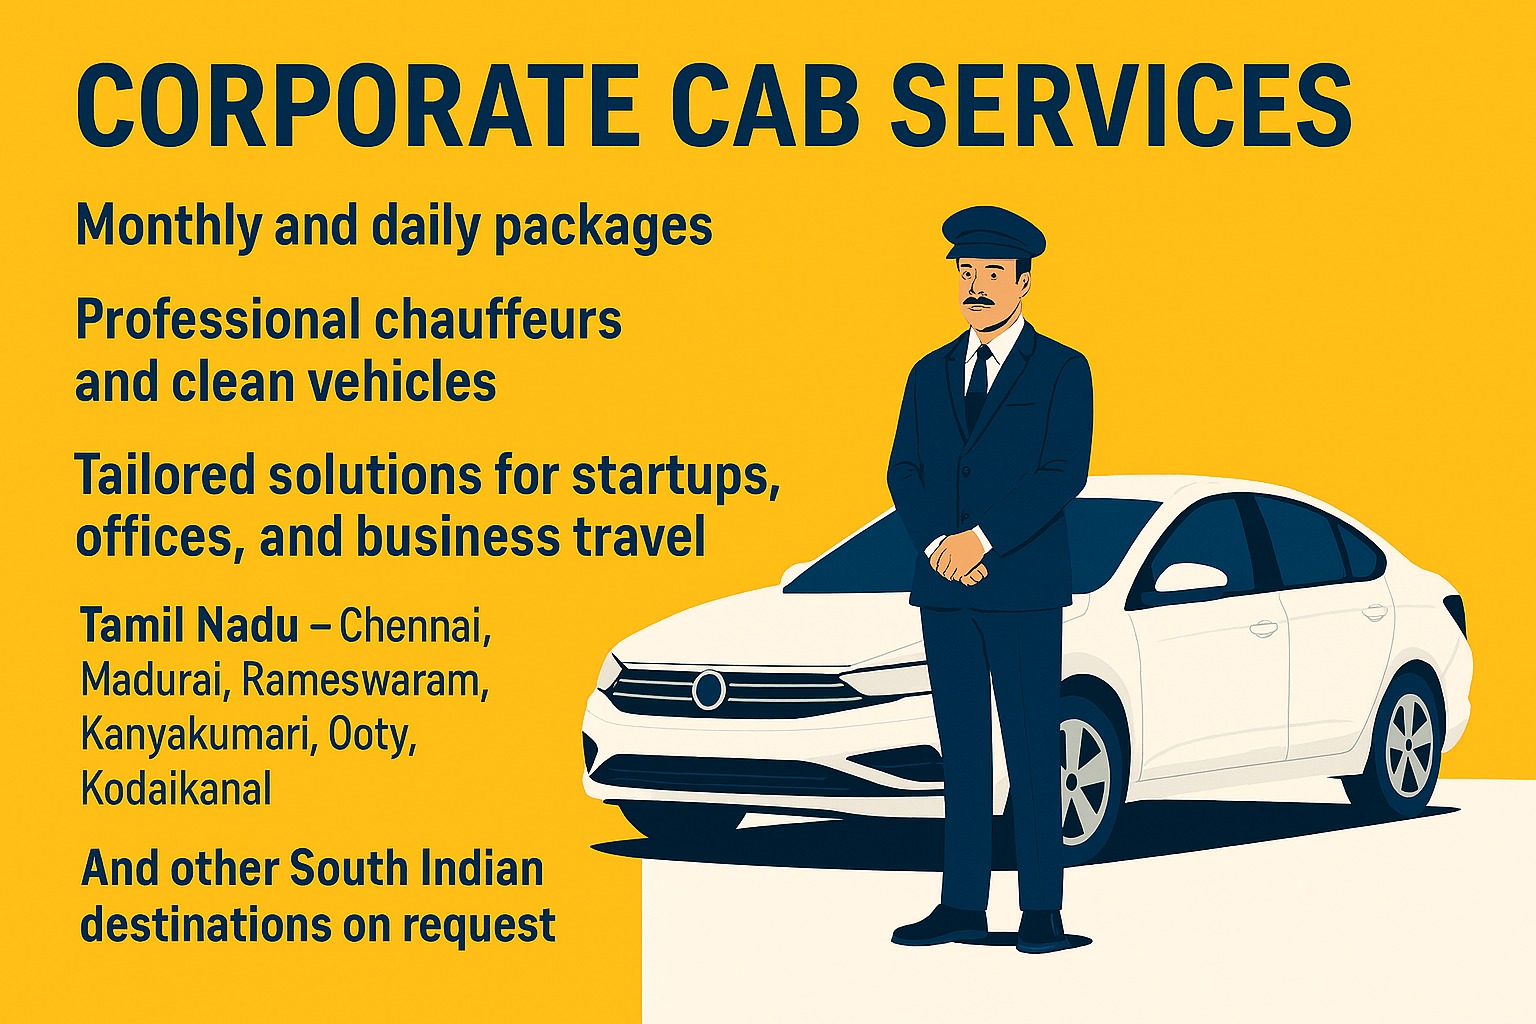 CORPORATE CAB SERVICES
Monthly and daily packages
Professional chauffeurs
and clean vehicles
Tailored solutions for startups,
offices, and business travel
Tamil Nadu – Chennai,
Madurai, Rameswaram,
Kanyakumari, Ooty,
Kodaikanal
And other South Indian
destinations on request